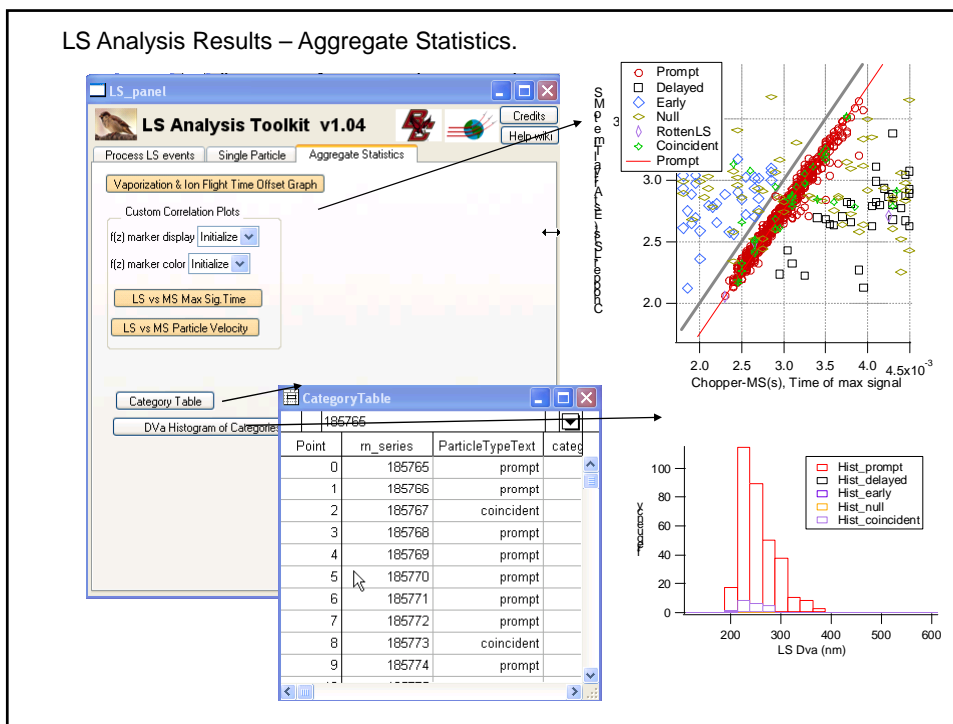 LS Analysis Results – Aggregate Statistics.
LS_panel
LS Analysis Toolkit v1.04
Credits
Help wiki
Process LS events
Single Particle
Aggregate Statistics
Vaporization & Ion Flight Time Offset Graph
Custom Correlation Plots
f(z) marker display Initialize
f(z) marker color Initialize
LS vs MS Max Sig.Time
LS vs MS Particle Velocity
Category Table
DVa Histogram of Categories
CategoryTable
185765
Point rn_series ParticleTypeText categ
0 185765 prompt
1 185766 prompt
2 185767 coincident
3 185768 prompt
4 185769 prompt
5 185770 prompt
6 185771 prompt
7 185772 prompt
8 185773 coincident
9 185774 prompt
Prompt
Delayed
Early
Null
RottenLS
Coincident
Prompt
3
3.0
2.5
2.0
2.0 2.5 3.0 3.5 4.0 4.5x10-3
Chopper-MS(s), Time of max signal
Hist_prompt
Hist_delayed
Hist_early
Hist_null
Hist_coincident
100
80
60
40
20
0
200 300 400 500 600
LS Dva (nm)